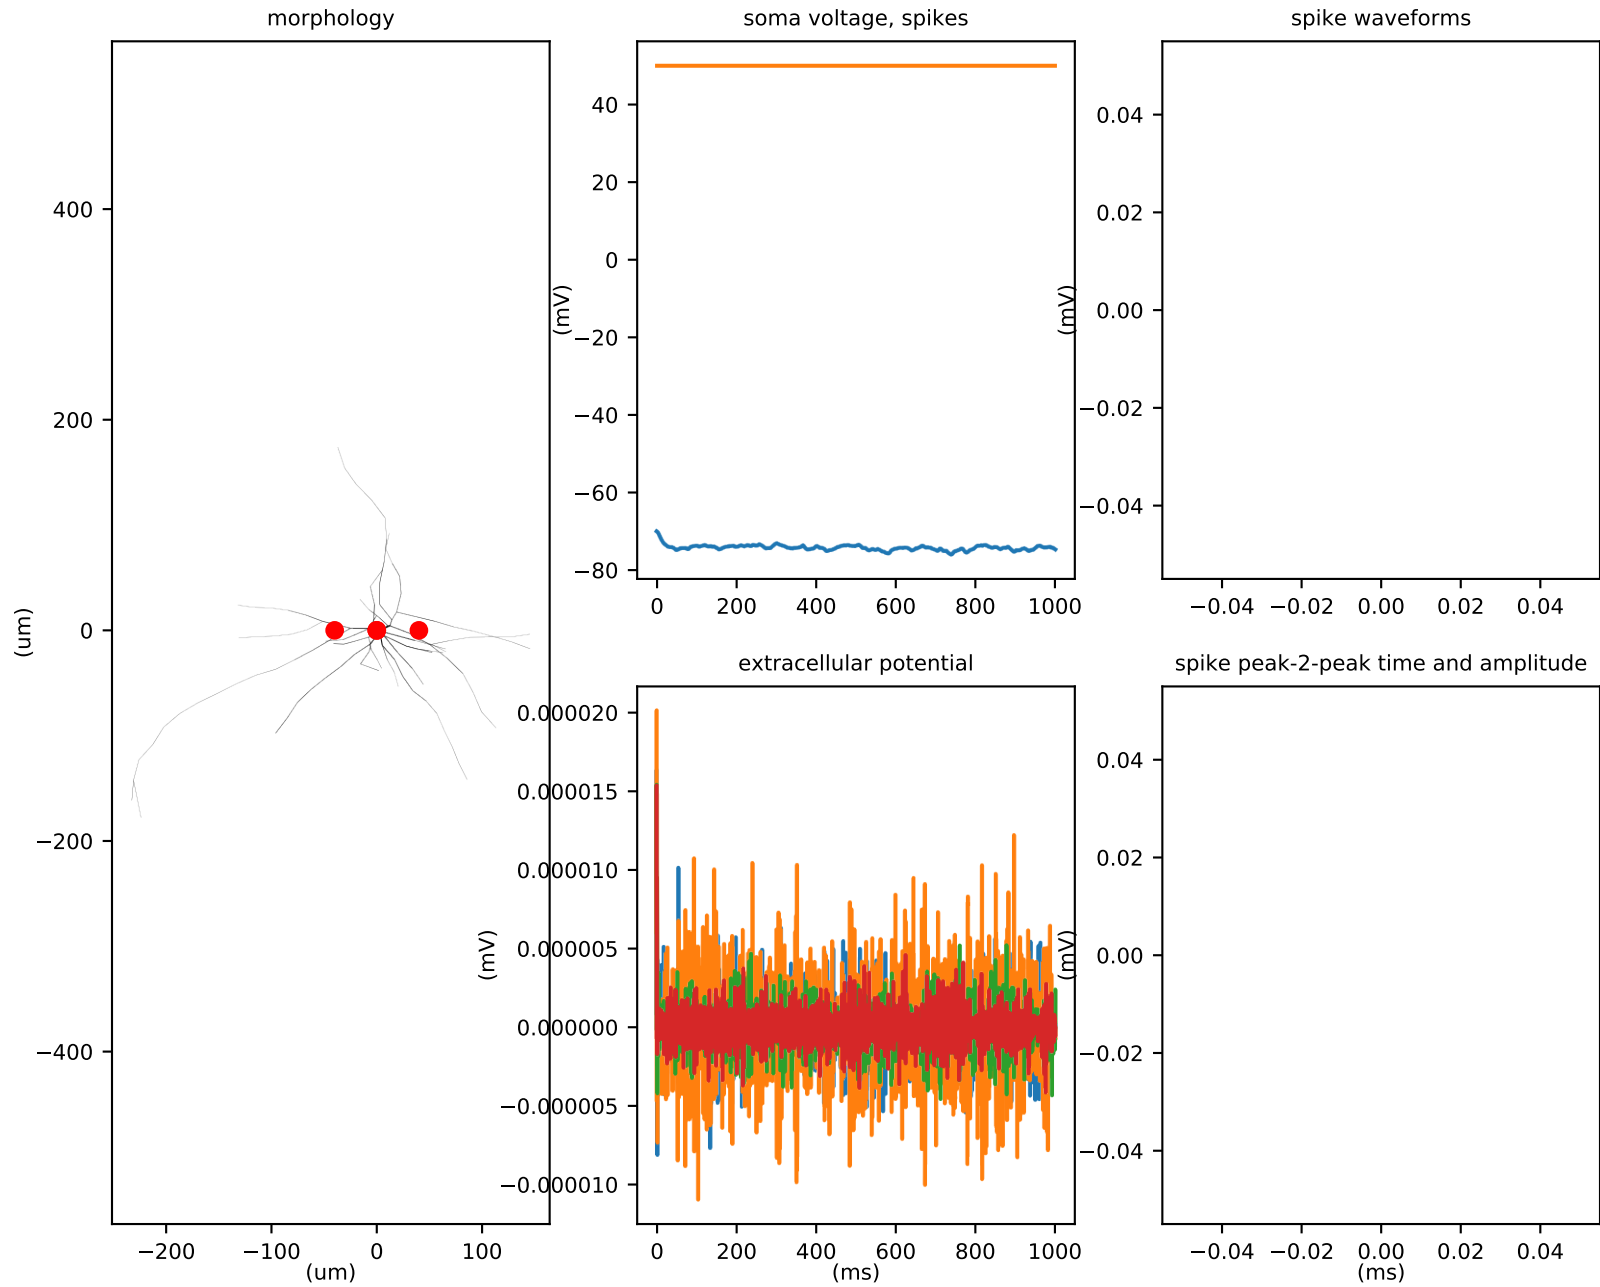 morphology
400
200
0
−200
−400
(um)
−200 −100 0 100
(um)
soma voltage, spikes
40
20
0
−20
−40
−60
−80
(mV)
0 200 400 600 800 1000
spike waveforms
0.04
0.02
0.00
−0.02
−0.04
(mV)
−0.04 −0.02 0.00 0.02 0.04
extracellular potential
0.000020
0.000015
0.000010
0.000005
0.000000
−0.000005
−0.000010
(mV)
0 200 400 600 800 1000
(ms)
spike peak-2-peak time and amplitude
0.04
0.02
0.00
−0.02
−0.04
(mV)
−0.04 −0.02 0.00 0.02 0.04
(ms)